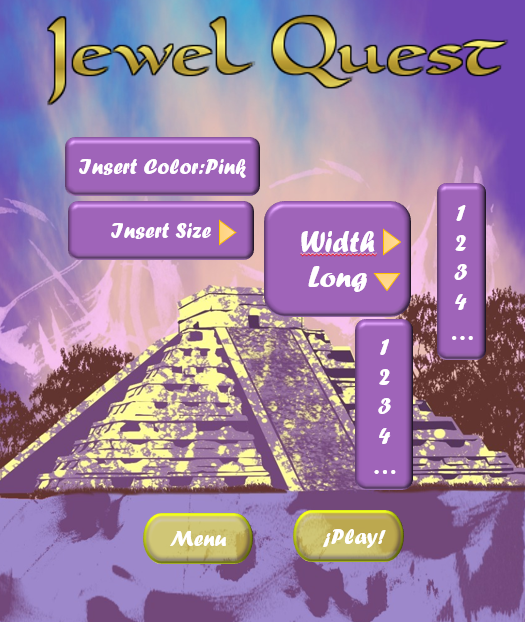 Jewel Quest
Insert Color:Pink
Insert Size
Width
Long
1
2
3
4
...
1
2
3
4
...
Menu
¡Play!